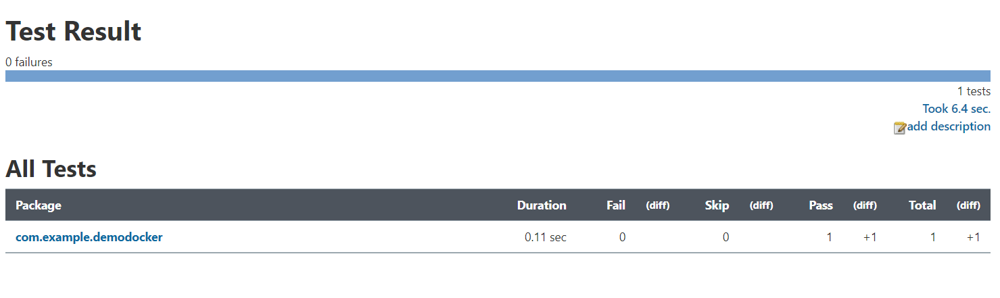 Test Result
0 failures
1 tests
Took 6.4 sec.
add description
All Tests
Package Duration Fail (diff) Skip (diff) Pass (diff) Total (diff)
com.example.demodocker 0.11 sec 0 0 1 +1 1 +1